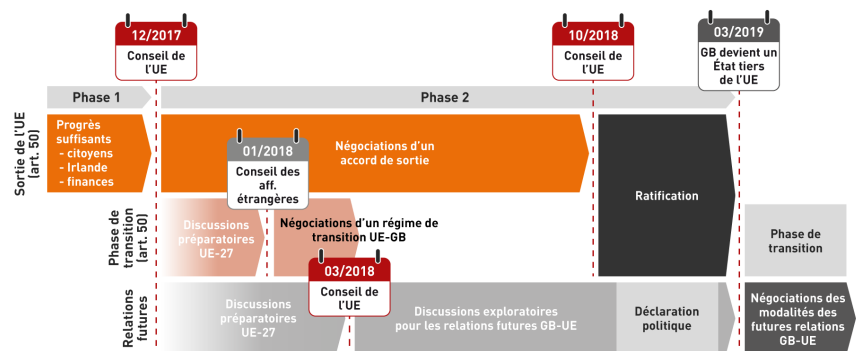 12/2017
Conseil de
l’UE
10/2018
Conseil de
l’UE
03/2019
GB devient un
État tiers
de l’UE
Phase 1
Phase 2
Sortie de l’UE
(art. 50)
Progrès
suffisants
- citoyens
- Irlande
- finances
Négociations d’un
accord de sortie
01/2018
Conseil des
aff.
étrangères
Ratification
Phase de
transition
(art. 50)
Discussions
préparatoires
UE-27
Négociations d’un régime de
transition UE-GB
Phase de
transition
03/2018
Conseil de
l’UE
Relations
futures
Discussions
préparatoires
UE-27
Discussions exploratoires
pour les relations futures GB-UE
Déclaration
politique
Négociations des
modalités des
futures relations
GB-UE